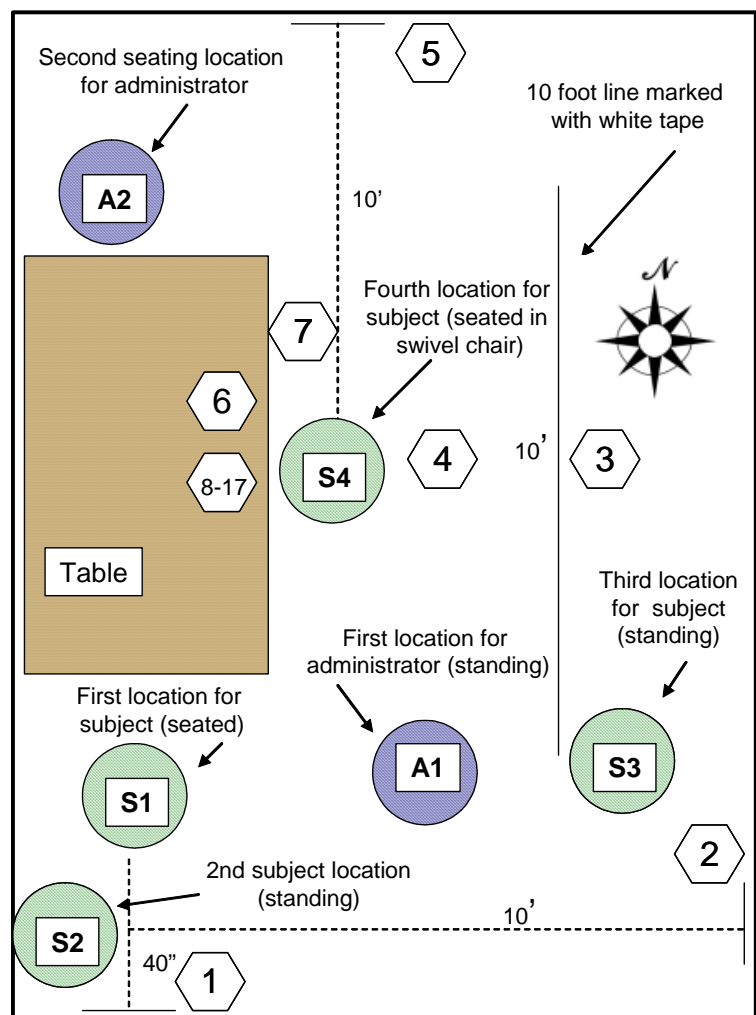 5
Second seating location
for administrator
10 foot line marked
with white tape
A2
10’
N
Fourth location for
subject (seated in
swivel chair)
7
6
4
10’
3
S4
8-17
Table
Third location
for subject
(standing)
First location for
administrator (standing)
First location for
subject (seated)
A1
S3
S1
2
2nd subject location
(standing)
10’
S2
40”
1